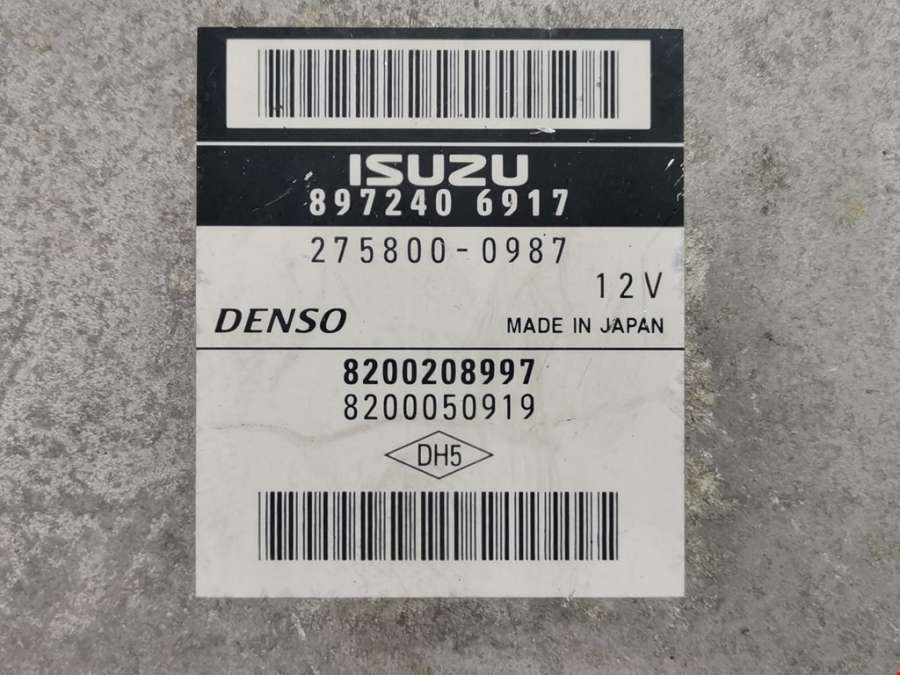 ISUZU
897240 6917
275800-0987
12V
DENSO MADE IN JAPAN
8200208997
8200050919
DH5